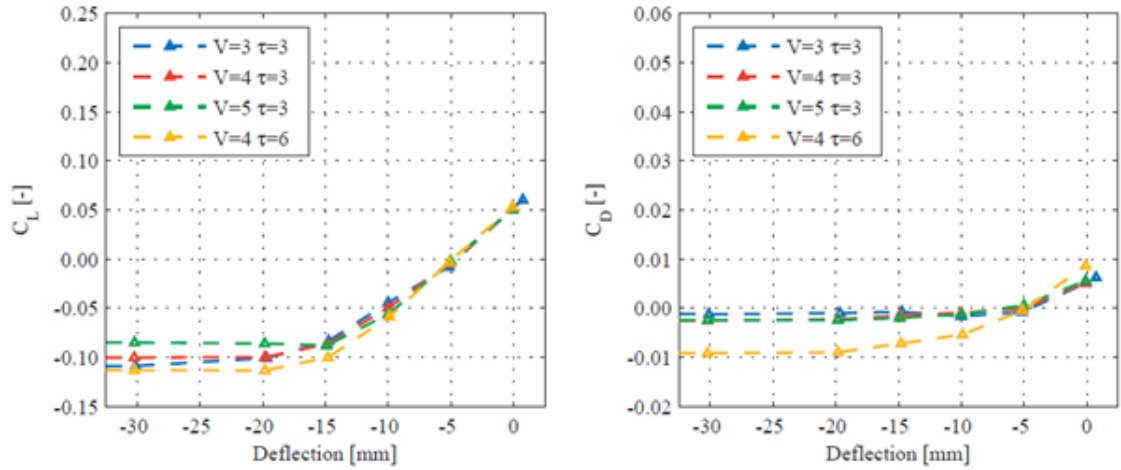 0.25
0.20
0.15
0.10
0.05
0.00
-0.05
-0.10
-0.15
C_L [-]
V=3 τ=3
V=4 τ=3
V=5 τ=3
V=4 τ=6
-30 -25 -20 -15 -10 -5 0
Deflection [mm]
0.06
0.05
0.04
0.03
0.02
0.01
0.00
-0.01
-0.02
C_D [-]
V=3 τ=3
V=4 τ=3
V=5 τ=3
V=4 τ=6
-30 -25 -20 -15 -10 -5 0
Deflection [mm]